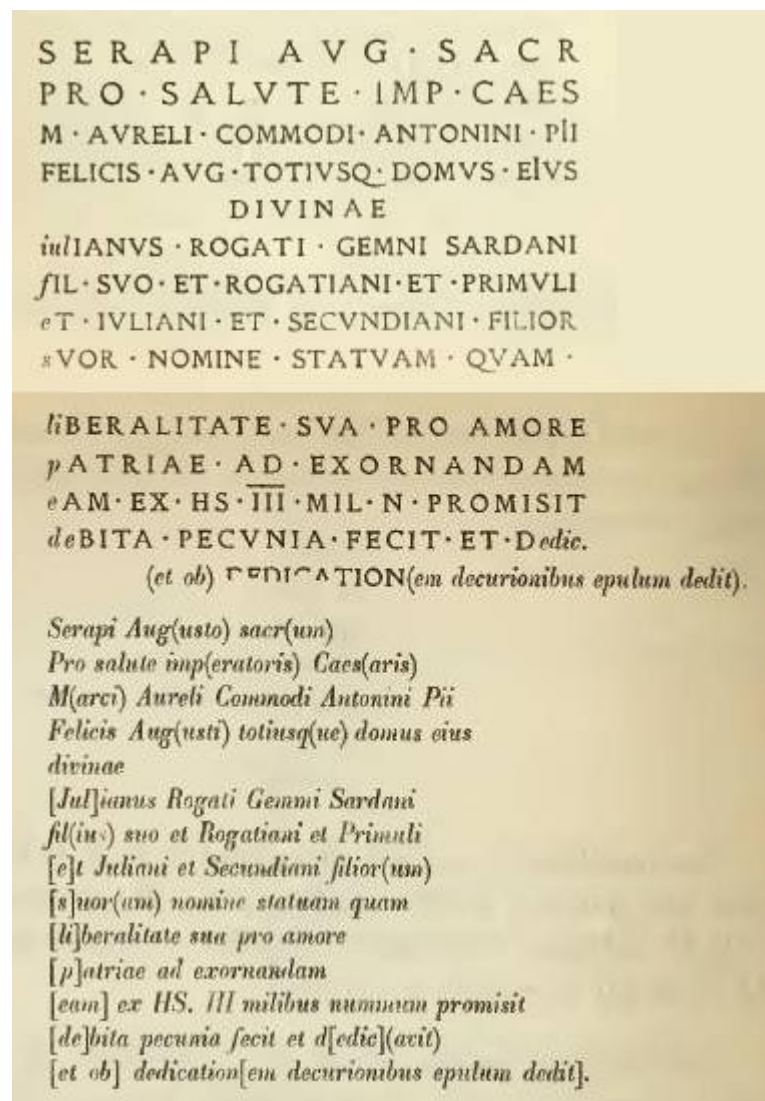 SERAPI AVG · SACR
PRO · SALVTE · IMP · CAES
M · AVRELI · COMMODI · ANTONINI · PII
FELICIS · AVG · TOTIVSQ · DOMVS · EIVS
DIVINAE
iulIANVS · ROGATI · GEMNI SARDANI
fIL · SVO · ET · ROGATIANI · ET · PRIMVLI
eT · IVLIANI · ET · SECVNDIANI · FILIOR
sVOR · NOMINE · STATVAM · QVAM ·
liBERALITATE · SVA · PRO AMORE
pATRIAE · AD · EXORNANDAM
eAM · EX · HS · III · MIL · N · PROMISIT
deBITA · PECVNIA · FECIT · ET · Dedic.
(et ob) DEDICATION(em decurionibus epulum dedit).
Serapi Aug(usto) sacr(um)
Pro salute imp(eratoris) Caes(aris)
M(arci) Aureli Commodi Antonini Pii
Felicis Aug(usti) totiusq(ue) domus eius
divinae
[Jul]ianus Rogati Gemni Sardani
fil(ius) suo et Rogatiani et Primuli
[e]t Juliani et Secundiani filior(um)
[s]uor(um) nomine statuam quam
[li]beralitate sua pro amore
[p]atriae ad exornandam
[eam] ex HS. III milibus nummum promisit
[de]bita pecunia fecit et d[edic](avit)
[et ob] dedication[em decurionibus epulum dedit].